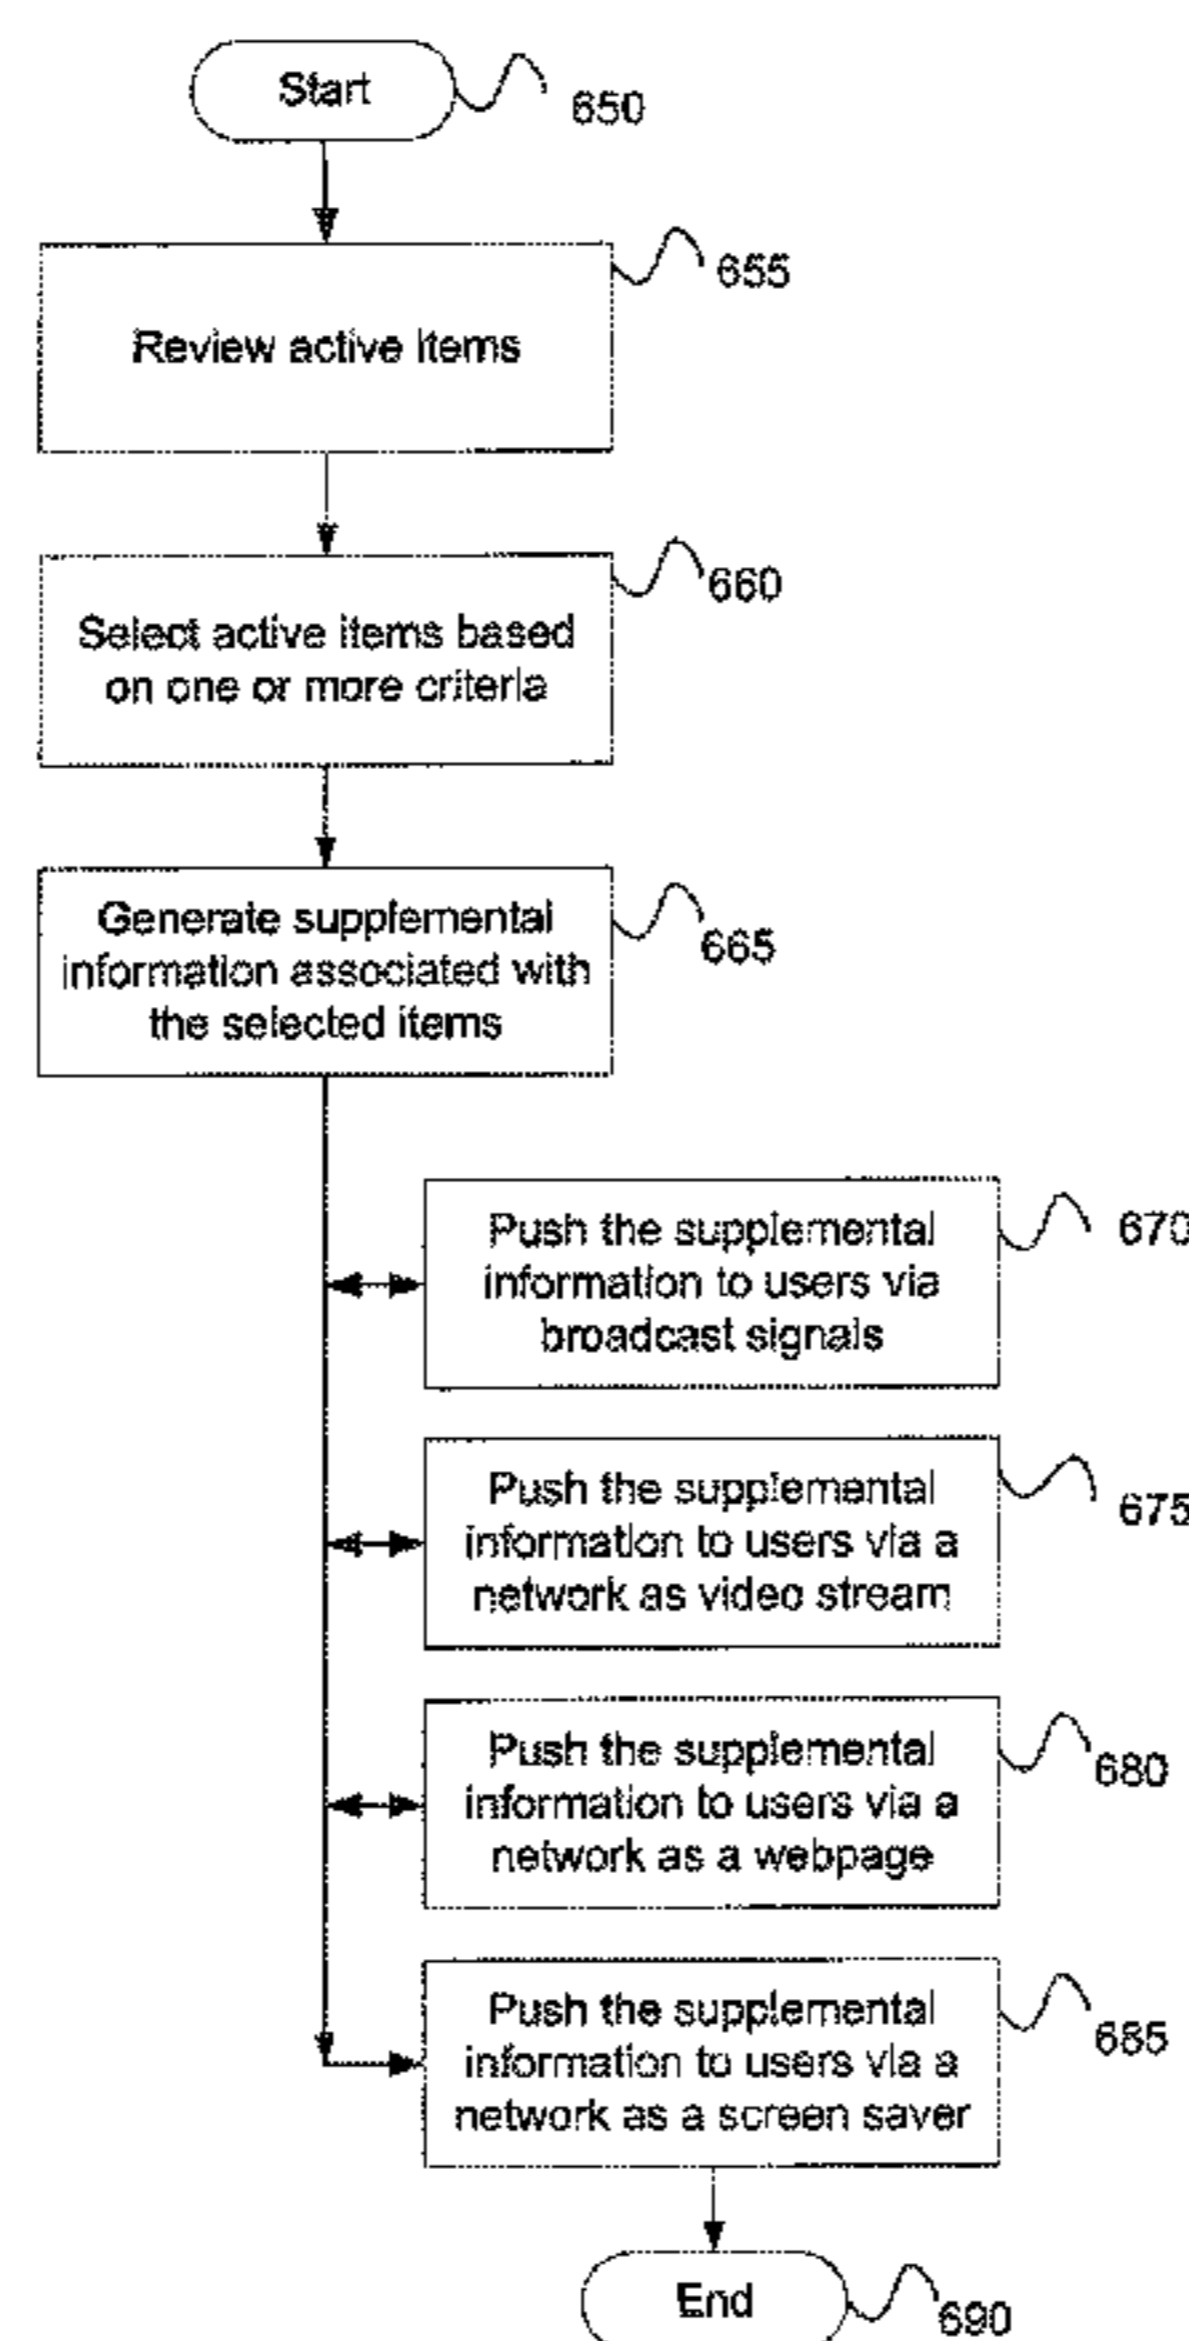 Start
650
655
Review active items
660
Select active items based
on one or more criteria
Generate supplemental
information associated with
the selected items
665
Push the supplemental
information to users via
broadcast signals
670
Push the supplemental
information to users via a
network as video stream
675
Push the supplemental
information to users via a
network as a webpage
680
Push the supplemental
information to users via a
network as a screen saver
685
End
690